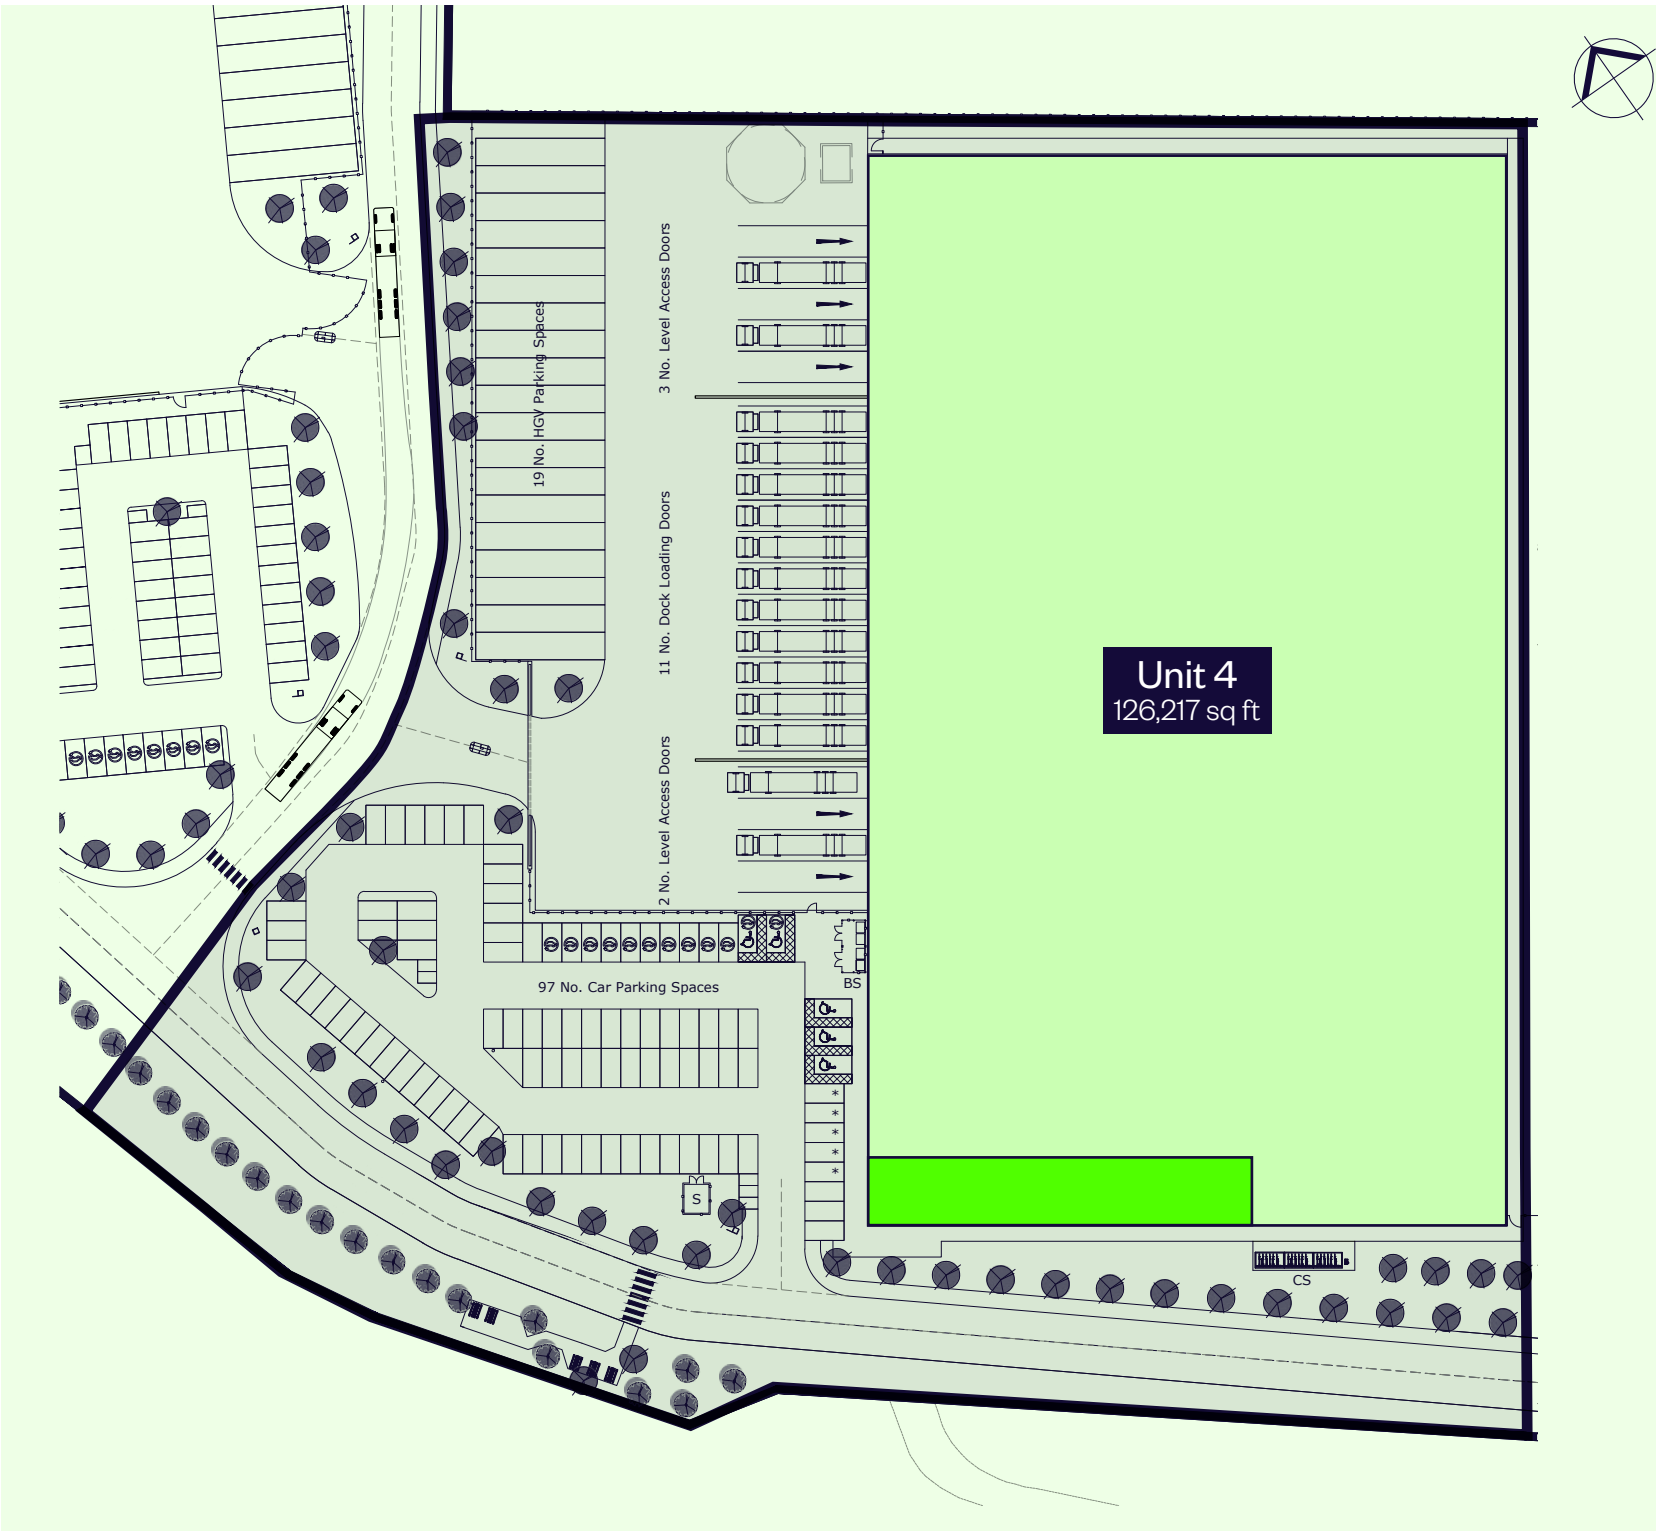 3 No. Level Access Doors
19 No. HGV Parking Spaces
11 No. Dock Loading Doors
Unit 4
126,217 sq ft
2 No. Level Access Doors
97 No. Car Parking Spaces
BS
*
*
*
*
*
S
CS